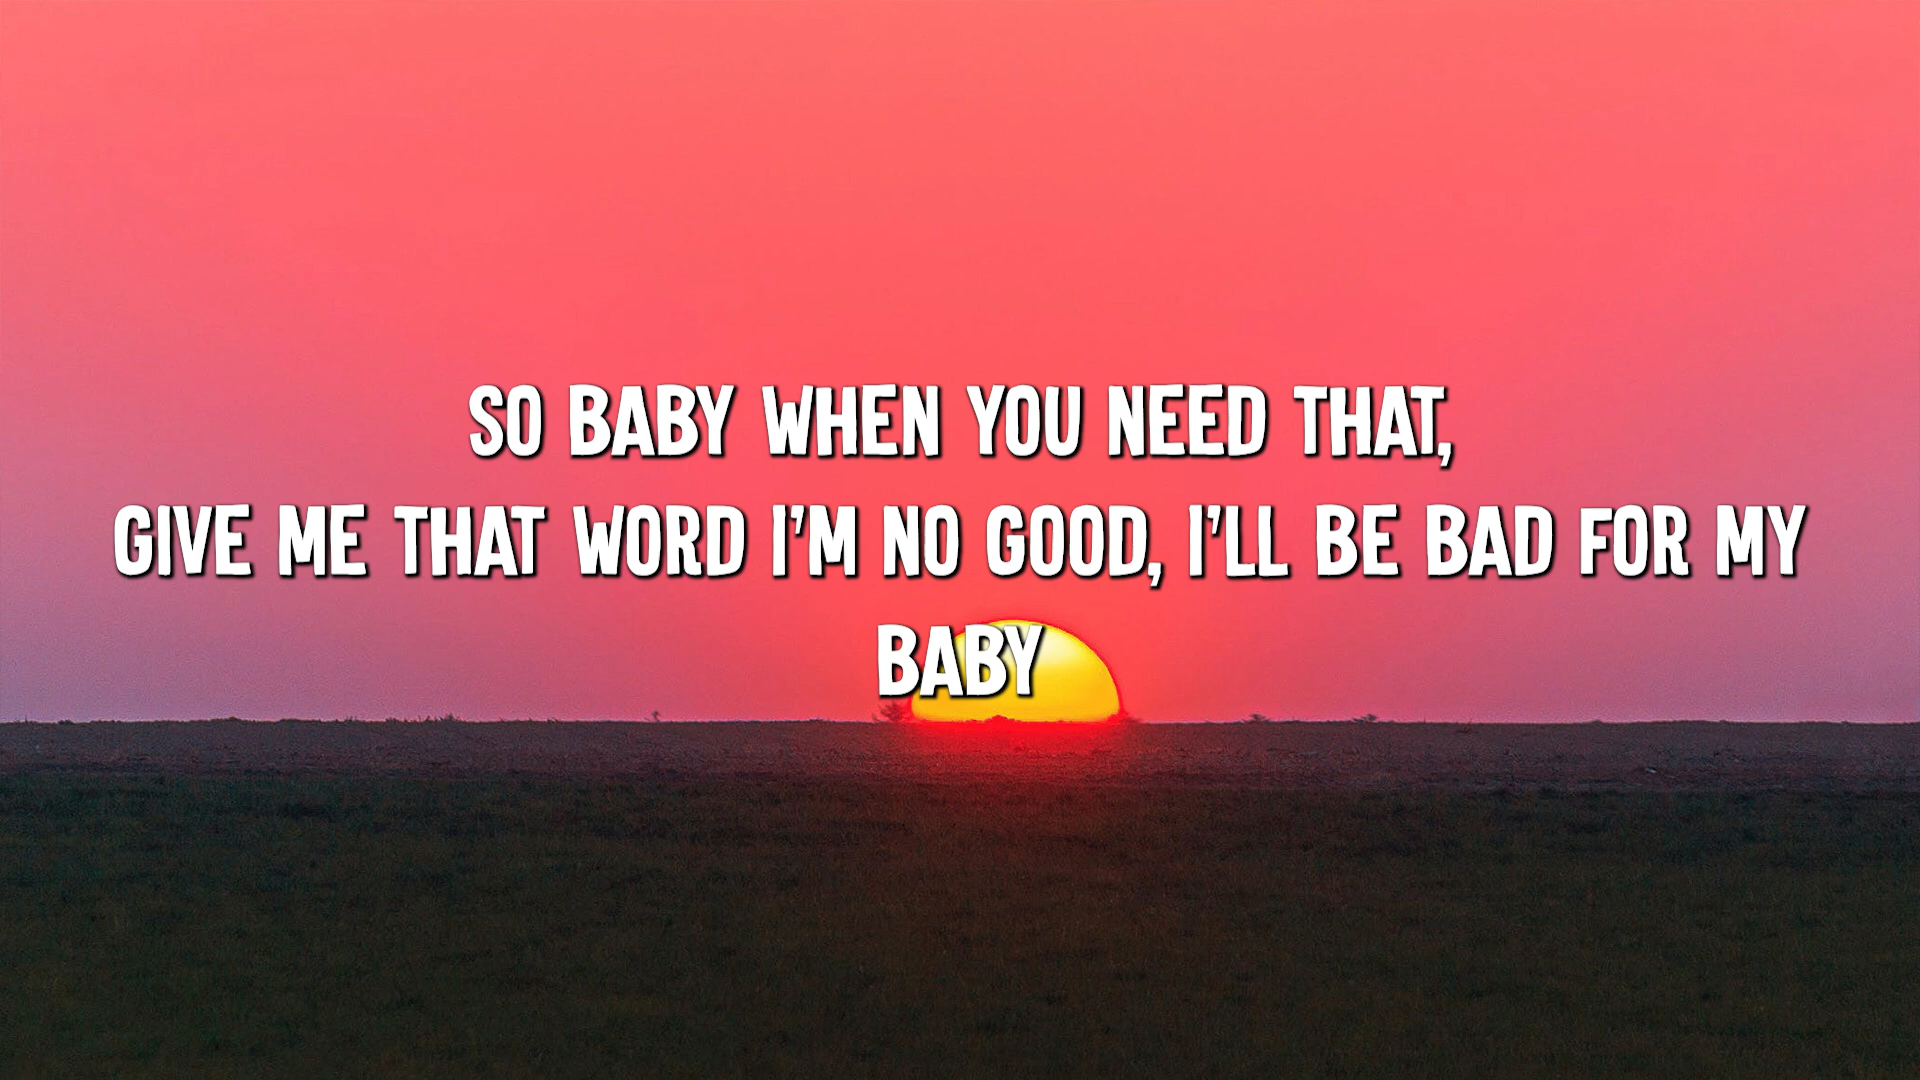 SO BABY WHEN YOU NEED THAT,
GIVE ME THAT WORD I'M NO GOOD, I'LL BE BAD FOR MY
BABY